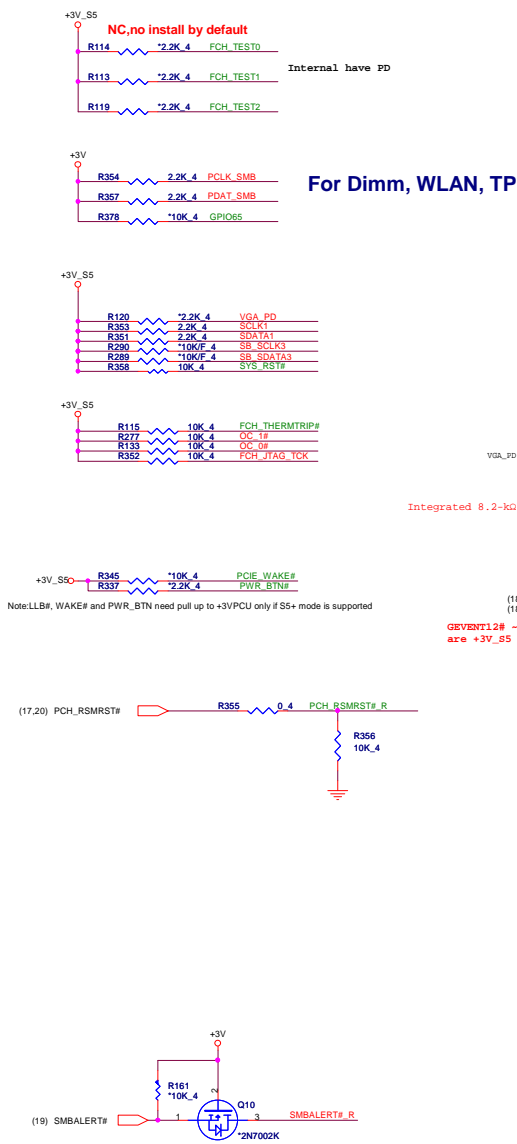 +3V_S5
NC,no install by default
R114 *2.2K_4 FCH_TEST0
Internal have PD
R113 *2.2K_4 FCH_TEST1
R119 *2.2K_4 FCH_TEST2
+3V
R354 2.2K_4 PCLK_SMB
For Dimm, WLAN, TP
R357 2.2K_4 PDAT_SMB
R378 *10K_4 GPIO65
+3V_S5
R120 *2.2K_4 VGA_PD
R353 2.2K_4 SCLK1
R351 2.2K_4 SDATA1
R290 *10K/F_4 SB_SCLK3
R289 *10K/F_4 SB_SDATA3
R358 10K_4 SYS_RST#
+3V_S5
R115 10K_4 FCH_THERMTRIP#
R277 10K_4 OC_1#
R133 10K_4 OC_0#
R352 10K_4 FCH_JTAG_TCK
VGA_PD
Integrated 8.2-kΩ
+3V_S5
R345 *10K_4 PCIE_WAKE#
R337 *2.2K_4 PWR_BTN#
Note:LLB#, WAKE# and PWR_BTN need pull up to +3VPCU only if S5+ mode is supported
(18
(18
GEVENT12# ~
are +3V_S5
(17,20) PCH_RSMRST#
R355 0_4 PCH_RSMRST#_R
R356
10K_4
+3V
R161
*10K_4
2
Q10
(19) SMBALERT#
1
3
SMBALERT#_R
*2N7002K